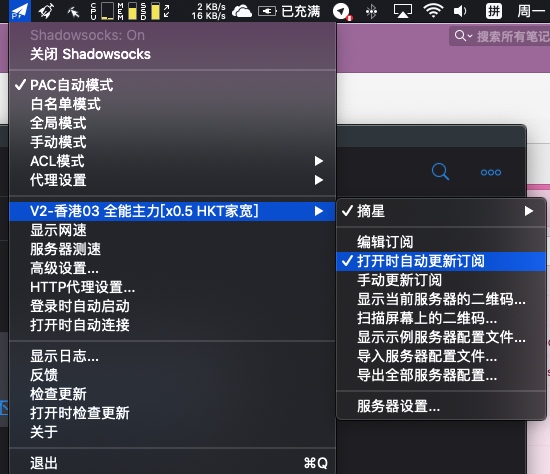 CPU MEM SSD 2 KB/s 16 KB/s 已充满 拼 周一
Shadowsocks: On
搜索所有笔记
关闭 Shadowsocks
PAC自动模式
白名单模式
全局模式
手动模式
ACL模式
代理设置
V2-香港03 全能主力[x0.5 HKT家宽]
显示网速
服务器测速
高级设置...
HTTP代理设置...
登录时自动启动
打开时自动连接
显示日志...
反馈
检查更新
打开时检查更新
关于
退出 ⌘Q
摘星
编辑订阅
打开时自动更新订阅
手动更新订阅
显示当前服务器的二维码...
扫描屏幕上的二维码...
显示示例服务器配置文件...
导入服务器配置文件...
导出全部服务器配置...
服务器设置...